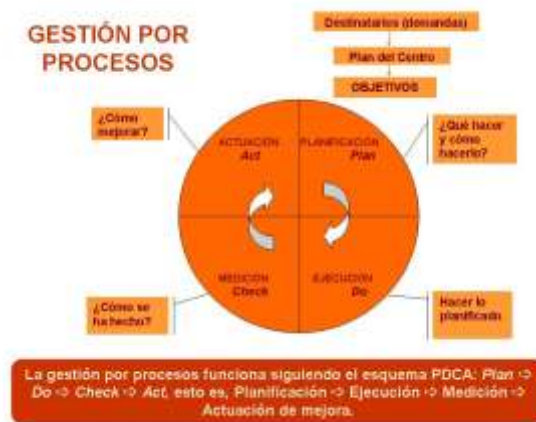 GESTIÓN POR
PROCESOS
Destinatarios (demandas)
Plan del Centro
OBJETIVOS
¿Cómo
mejorar?
¿Qué hacer
y cómo
hacerlo?
ACTUACIÓN
Act
PLANIFICACIÓN
Plan
MEDICIÓN
Check
EJECUCIÓN
Do
¿Cómo se
ha hecho?
Hacer lo
planificado
La gestión por procesos funciona siguiendo el esquema PDCA: Plan ➪
Do ➪ Check ➪ Act, esto es, Planificación ➪ Ejecución ➪ Medición ➪
Actuación de mejora.